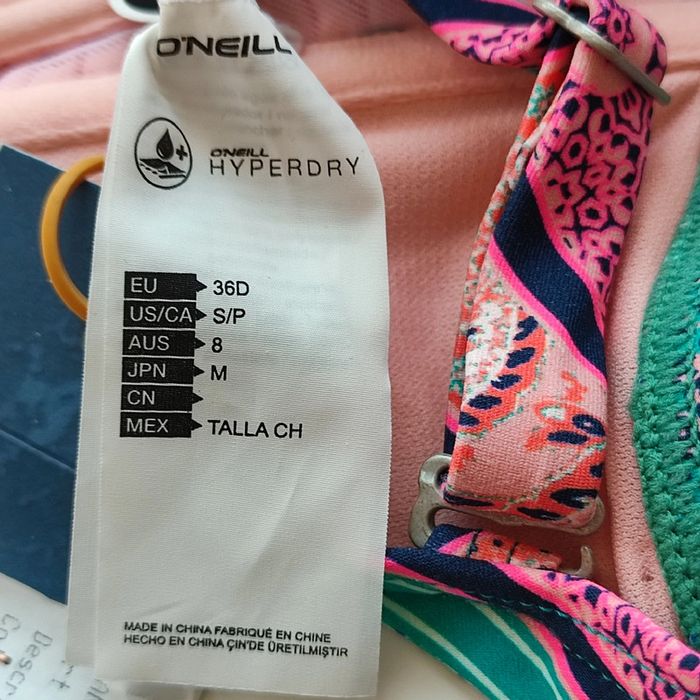 O'NEILL
O'NEILL
HYPERDRY
EU 36D
US/CA S/P
AUS 8
JPN M
CN
MEX TALLA CH
MADE IN CHINA FABRIQUÉ EN CHINE
HECHO EN CHINA ÇIN'DE ÜRETILMIŞTIR
Descr